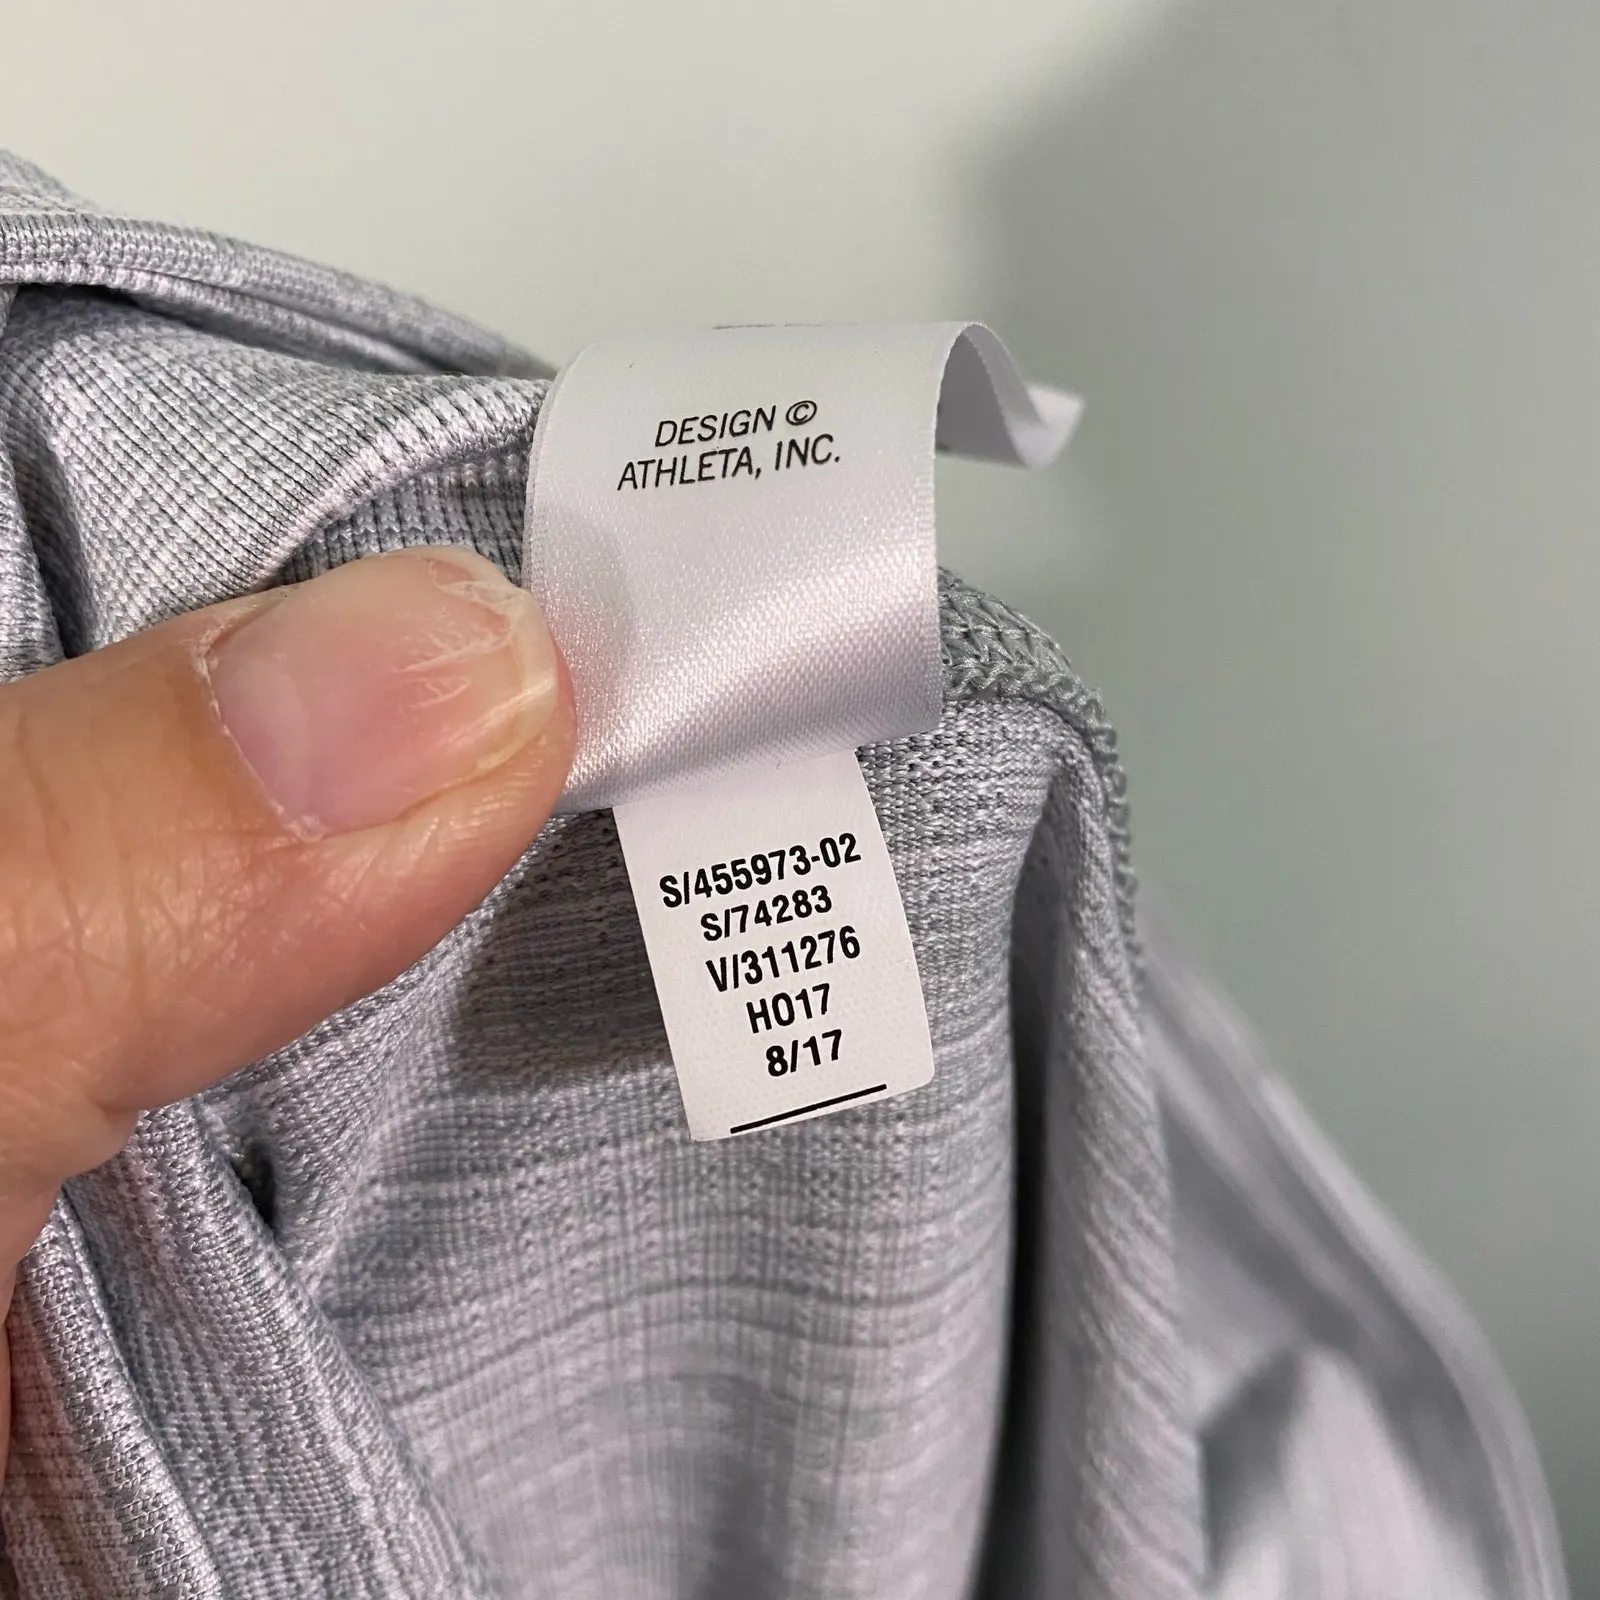 DESIGN ©
ATHLETA, INC.
S/455973-02
S/74283
V/311276
HO17
8/17